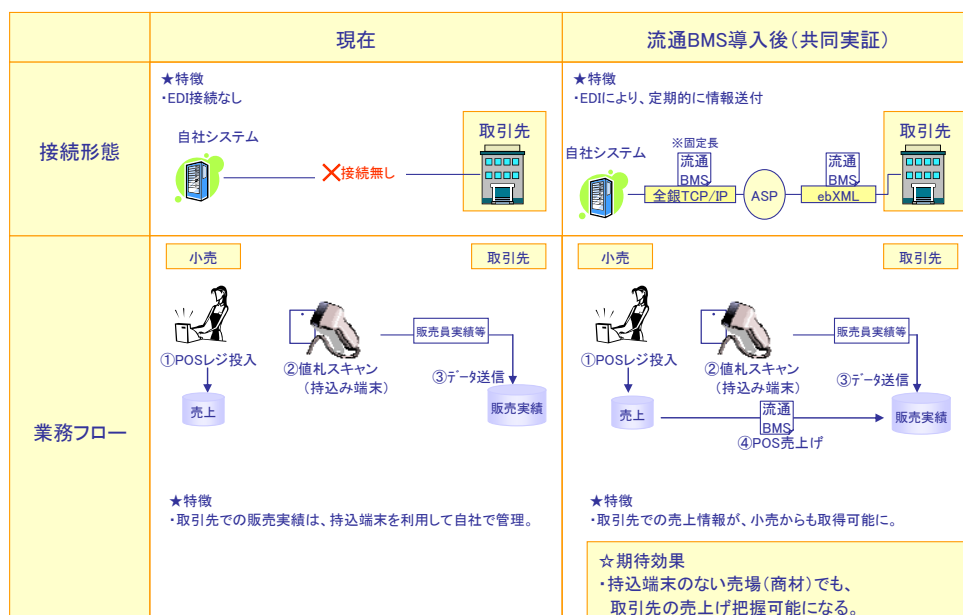 現在
流通BMS導入後(共同実証)
接続形態
★特徴
・EDI接続なし
自社システム
接続無し
取引先
★特徴
・EDIにより、定期的に情報送付
自社システム
※固定長
流通
BMS
全銀TCP/IP
ASP
流通
BMS
ebXML
取引先
業務フロー
小売
取引先
①POSレジ投入
売上
②値札スキャン
(持込み端末)
販売員実績等
③データ送信
販売実績
★特徴
・取引先での販売実績は、持込端末を利用して自社で管理。
小売
取引先
①POSレジ投入
売上
②値札スキャン
(持込み端末)
販売員実績等
③データ送信
販売実績
流通
BMS
④POS売上げ
★特徴
・取引先での売上情報が、小売からも取得可能に。
☆期待効果
・持込端末のない売場(商材)でも、
取引先の売上げ把握可能になる。